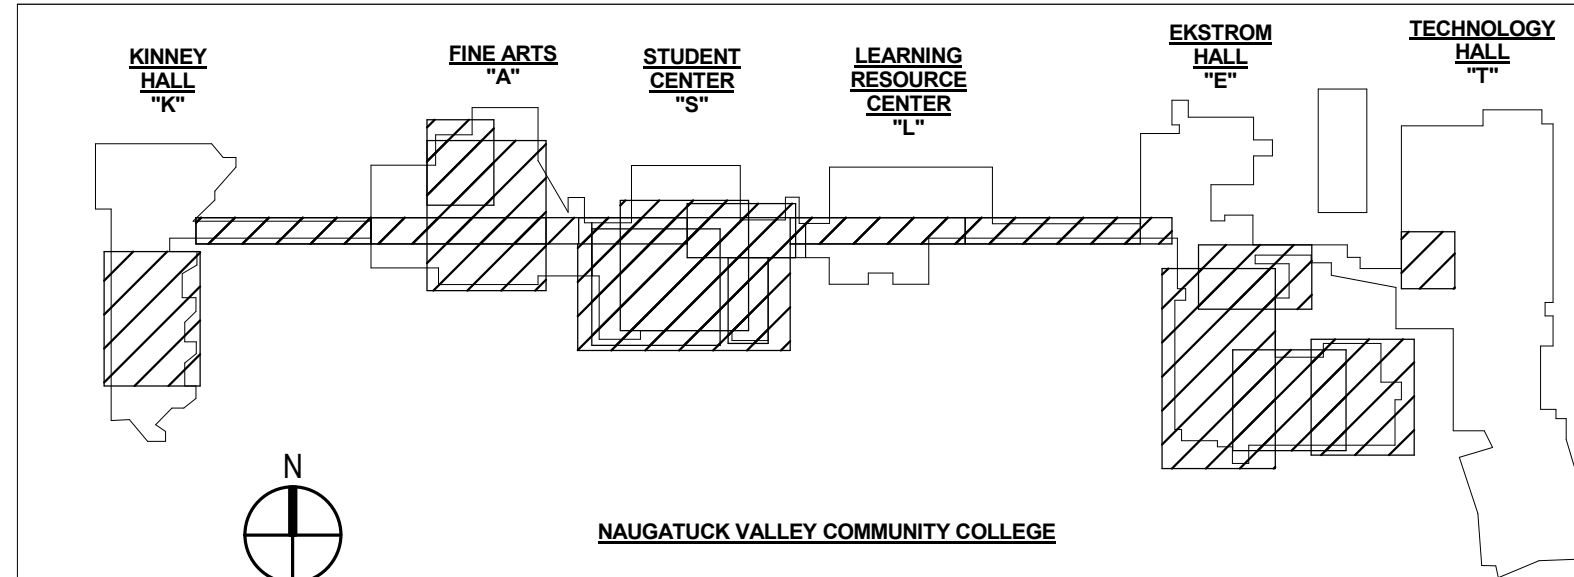 KINNEY
HALL
"K"
FINE ARTS
"A"
STUDENT
CENTER
"S"
LEARNING
RESOURCE
CENTER
"L"
EKSTROM
HALL
"E"
TECHNOLOGY
HALL
"T"
N
NAUGATUCK VALLEY COMMUNITY COLLEGE